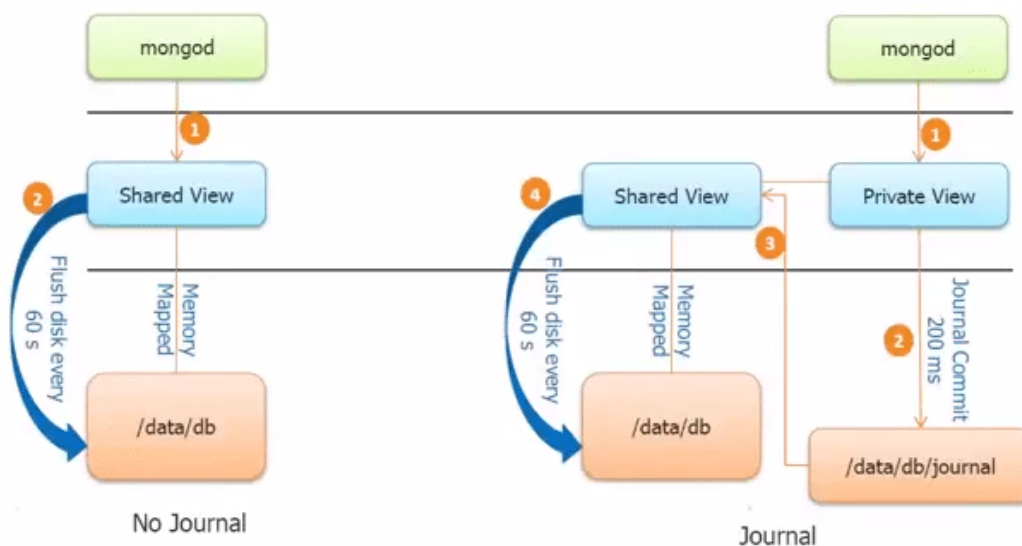 mongod
1
Shared View
2
Flush disk every
60 s
Memory
Mapped
/data/db
No Journal
mongod
1
Private View
Shared View
4
3
Flush disk every
60 s
Memory
Mapped
Journal Commit
200 ms
2
/data/db
/data/db/journal
Journal